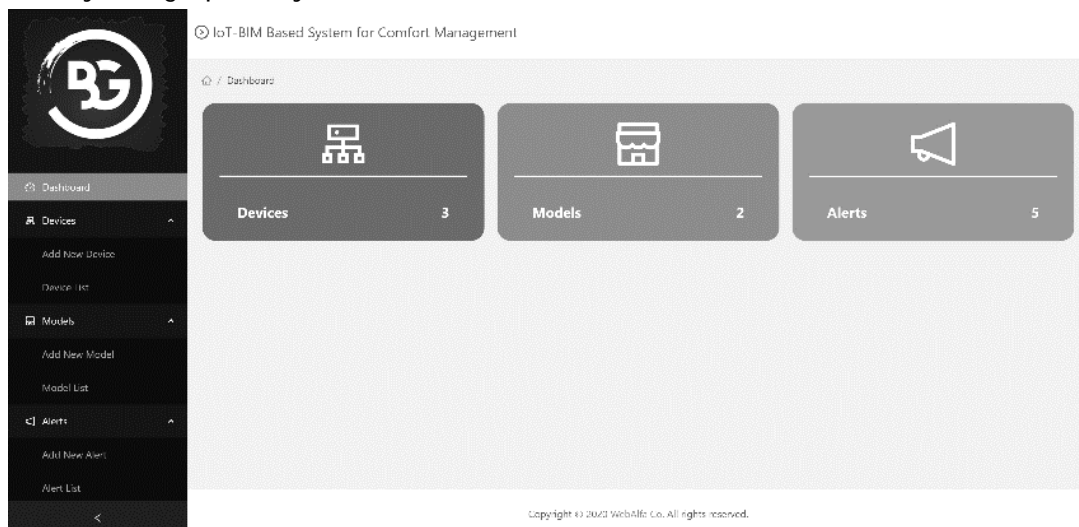 BG
IoT-BIM Based System for Comfort Management
/ Dashboard
Devices 3
Models 2
Alerts 5
Dashboard
Devices
Add New Device
Device List
Models
Add New Model
Model List
Alerts
Add New Alert
Alert List
Copyright © 2020 WebAlfa Co. All rights reserved.